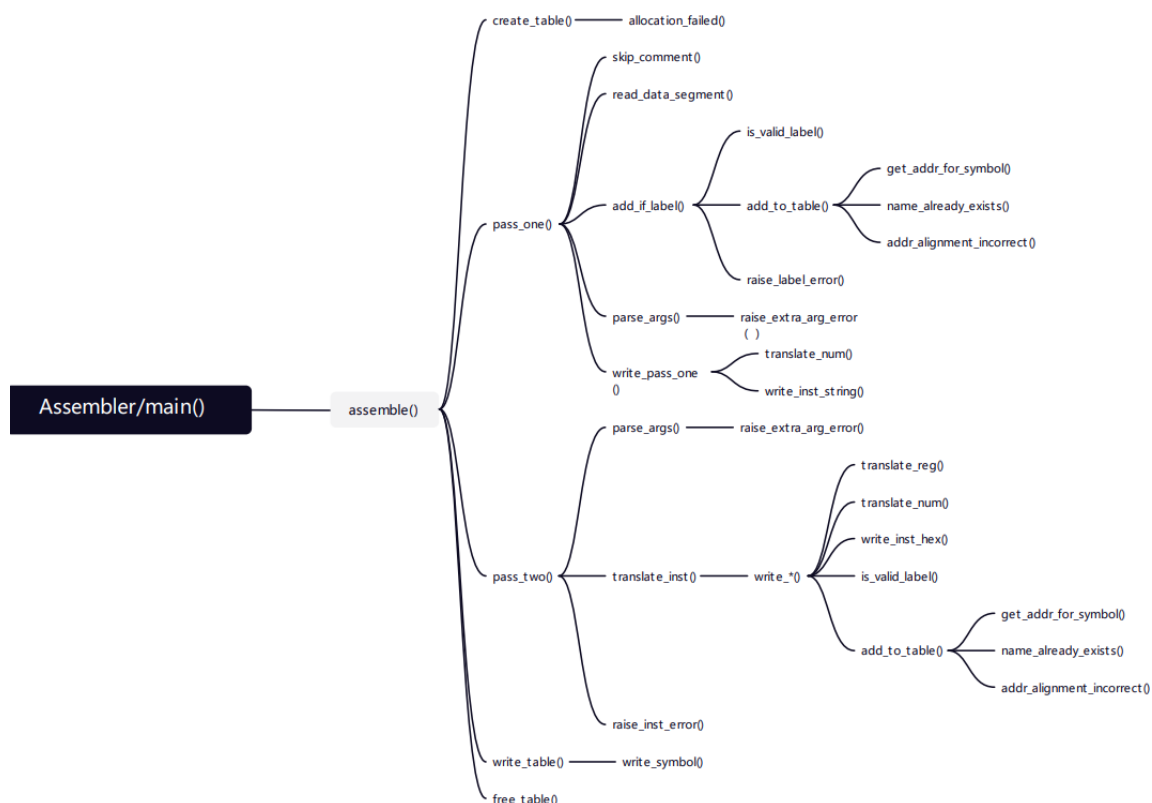 create_table()
allocation_failed()
skip_comment()
read_data_segment()
is_valid_label()
get_addr_for_symbol()
add_if_label()
add_to_table()
name_already_exists()
pass_one()
addr_alignment_incorrect()
raise_label_error()
parse_args()
raise_extra_arg_error
( )
translate_num()
write_pass_one
()
write_inst_string()
Assembler/main()
assemble()
parse_args()
raise_extra_arg_error()
translate_reg()
translate_num()
write_inst_hex()
pass_two()
translate_inst()
write_*()
is_valid_label()
get_addr_for_symbol()
add_to_table()
name_already_exists()
addr_alignment_incorrect()
raise_inst_error()
write_table()
write_symbol()
free_table()